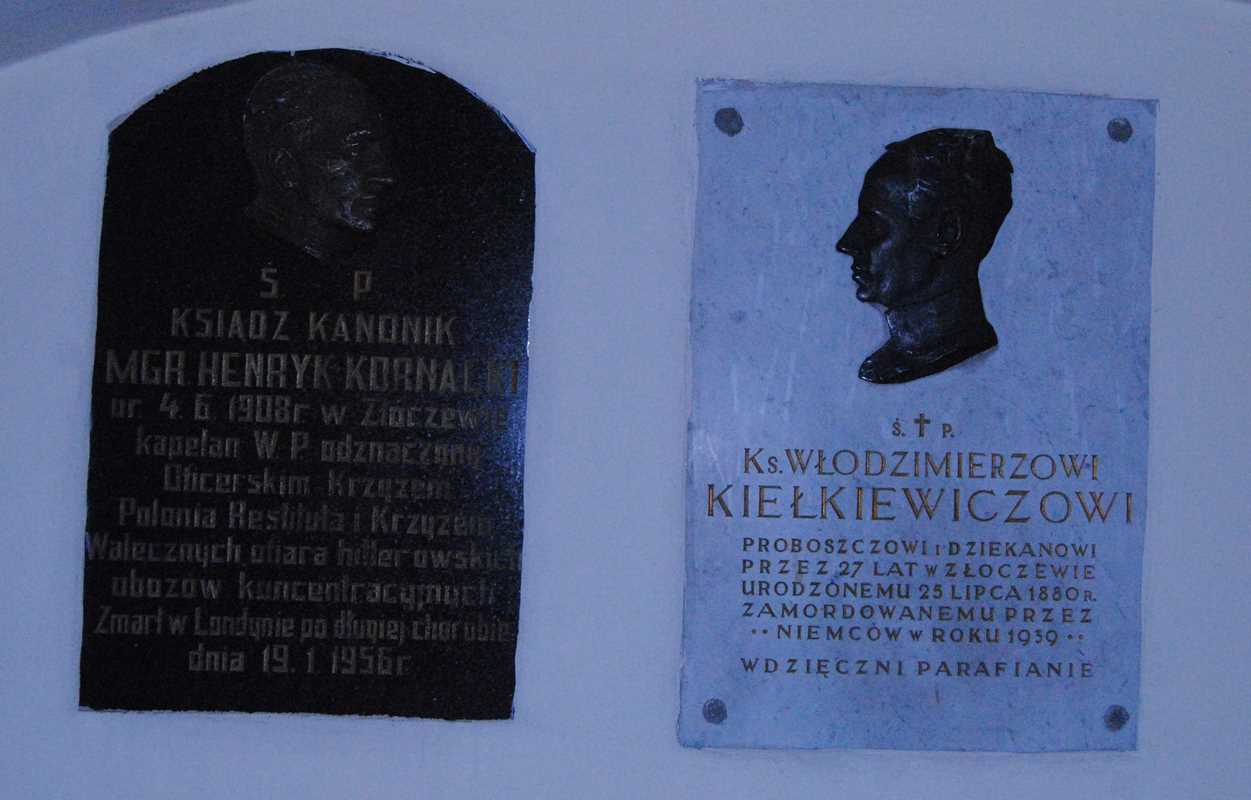 Ś. P
KSIĄDZ KANONIK
MGR HENRYK KORNACKI
ur. 4. 6. 1908r w Złoczewie
kapelan W. P. odznaczony
Oficerskim Krzyżem
Polonia Restituta i Krzyżem
Walecznych ofiara hitlerowskich
obozów koncentracyjnych
Zmarł w Londynie po długiej chorobie
dnia 19. 1. 1956r.
Ś. ✝ P.
Ks. WŁODZIMIERZOWI
KIEŁKIEWICZOWI
PROBOSZCZOWI i DZIEKANOWI
PRZEZ 27 LAT w ZŁOCZEWIE
URODZONEMU 25 LIPCA 1880 R.
ZAMORDOWANEMU PRZEZ
·· NIEMCÓW w ROKU 1939 ··
WDZIĘCZNI PARAFIANIE